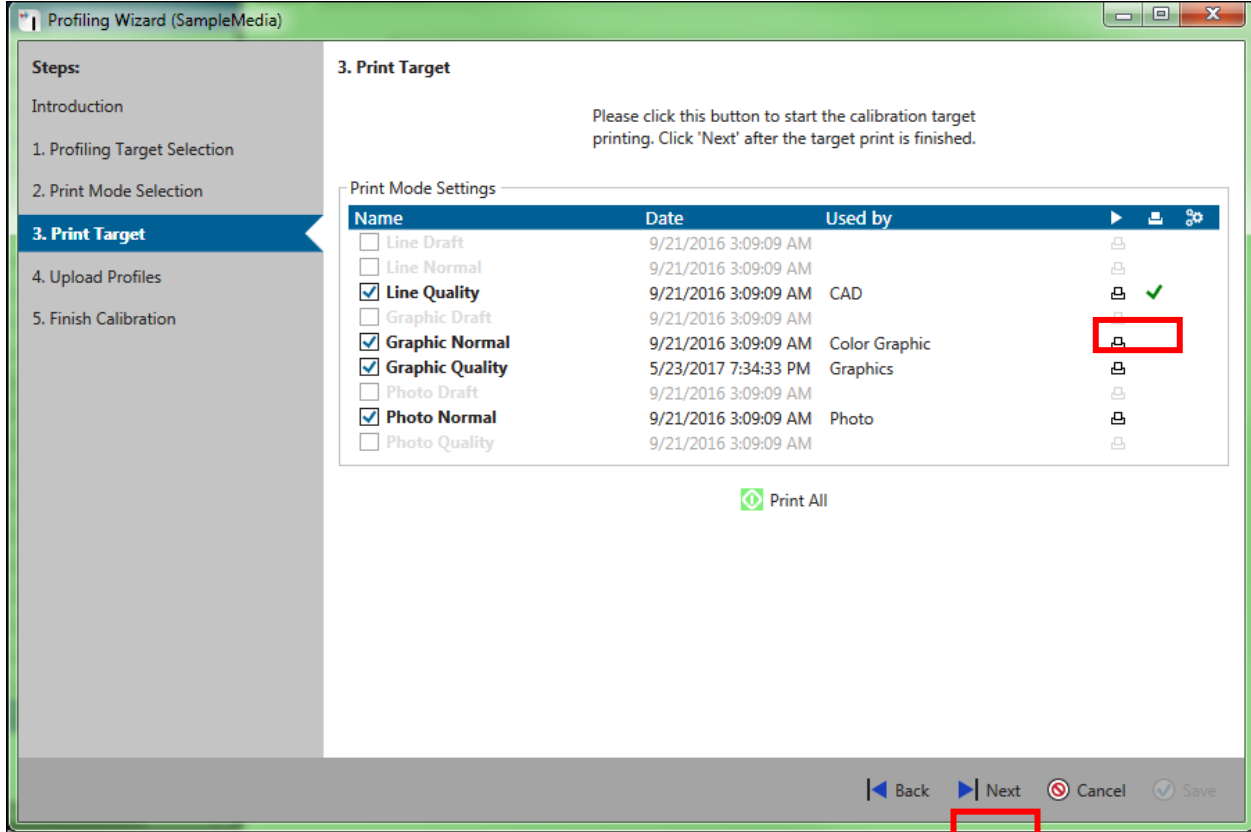 Profiling Wizard (SampleMedia)
Steps:
Introduction
1. Profiling Target Selection
2. Print Mode Selection
3. Print Target
4. Upload Profiles
5. Finish Calibration
3. Print Target
Please click this button to start the calibration target
printing. Click 'Next' after the target print is finished.
Print Mode Settings
Name Date Used by
Line Draft 9/21/2016 3:09:09 AM
Line Normal 9/21/2016 3:09:09 AM
Line Quality 9/21/2016 3:09:09 AM CAD
Graphic Draft 9/21/2016 3:09:09 AM
Graphic Normal 9/21/2016 3:09:09 AM Color Graphic
Graphic Quality 5/23/2017 7:34:33 PM Graphics
Photo Draft 9/21/2016 3:09:09 AM
Photo Normal 9/21/2016 3:09:09 AM Photo
Photo Quality 9/21/2016 3:09:09 AM
Print All
Back Next Cancel Save